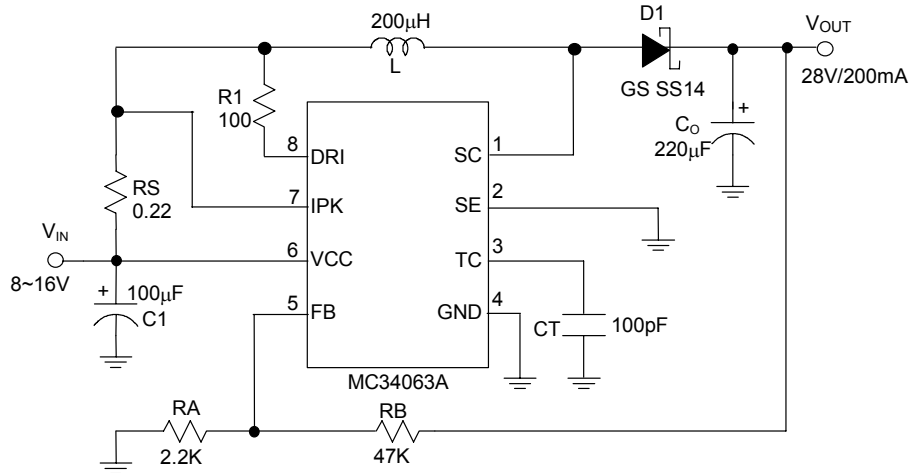 200μH
L
D1
GS SS14
VOUT
28V/200mA
R1
100
CO
220μF
+
8 DRI
SC 1
RS
0.22
7 IPK
SE 2
VIN
8~16V
6 VCC
TC 3
+
100μF
C1
5 FB
GND 4
CT
100pF
MC34063A
RA
2.2K
RB
47K